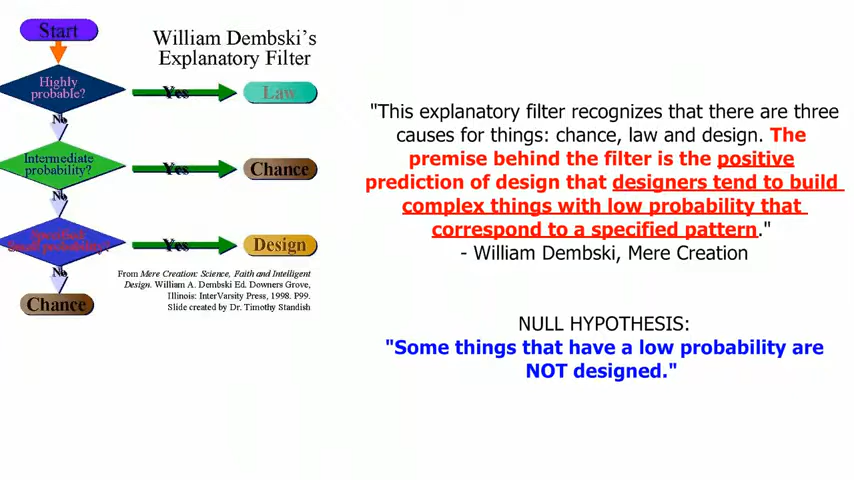 Start
William Dembski's
Explanatory Filter
Highly
probable?
Yes
Law
No
Intermediate
probability?
Yes
Chance
No
Specified/
Small probability?
Yes
Design
No
Chance
From Mere Creation: Science, Faith and Intelligent
Design. William A. Dembski Ed. Downers Grove,
Illinois: InterVarsity Press, 1998. P99.
Slide created by Dr. Timothy Standish
"This explanatory filter recognizes that there are three
causes for things: chance, law and design. The
premise behind the filter is the positive
prediction of design that designers tend to build
complex things with low probability that
correspond to a specified pattern."
- William Dembski, Mere Creation
NULL HYPOTHESIS:
"Some things that have a low probability are
NOT designed."